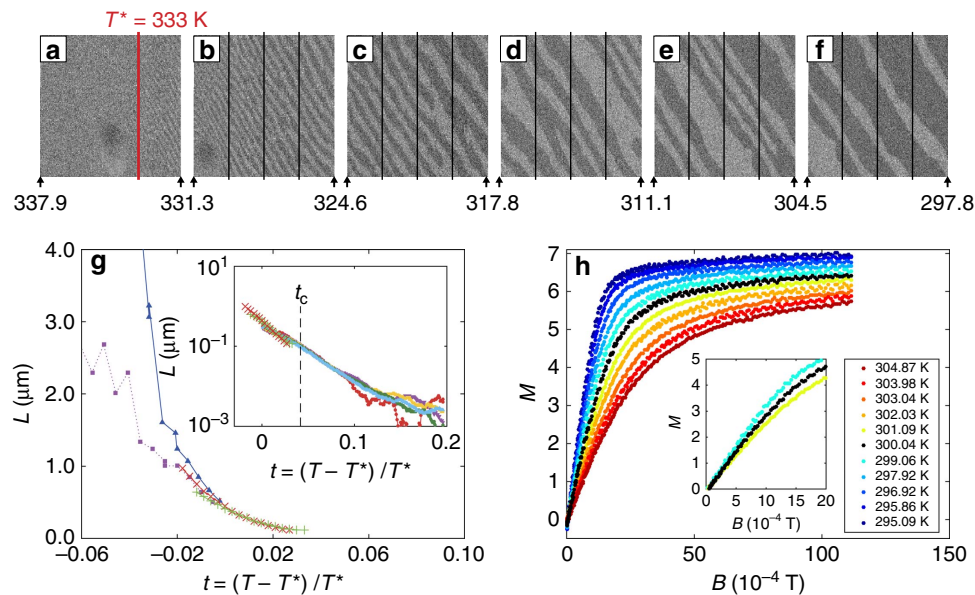 T* = 333 K
a b c d e f
337.9 331.3 324.6 317.8 311.1 304.5 297.8
g
4.0
3.0
2.0
1.0
0.0
L (μm)
−0.06 −0.02 0.02 0.06 0.10
t = (T − T*) / T*
10¹
10⁻¹
10⁻³
L (μm)
t_c
0 0.1 0.2
t = (T − T*) / T*
h
7
6
5
4
3
2
1
0
M
0 50 100 150
B (10⁻⁴ T)
5
4
3
2
1
0
M
0 5 10 15 20
B (10⁻⁴ T)
304.87 K
303.98 K
303.04 K
302.03 K
301.09 K
300.04 K
299.06 K
297.92 K
296.92 K
295.86 K
295.09 K